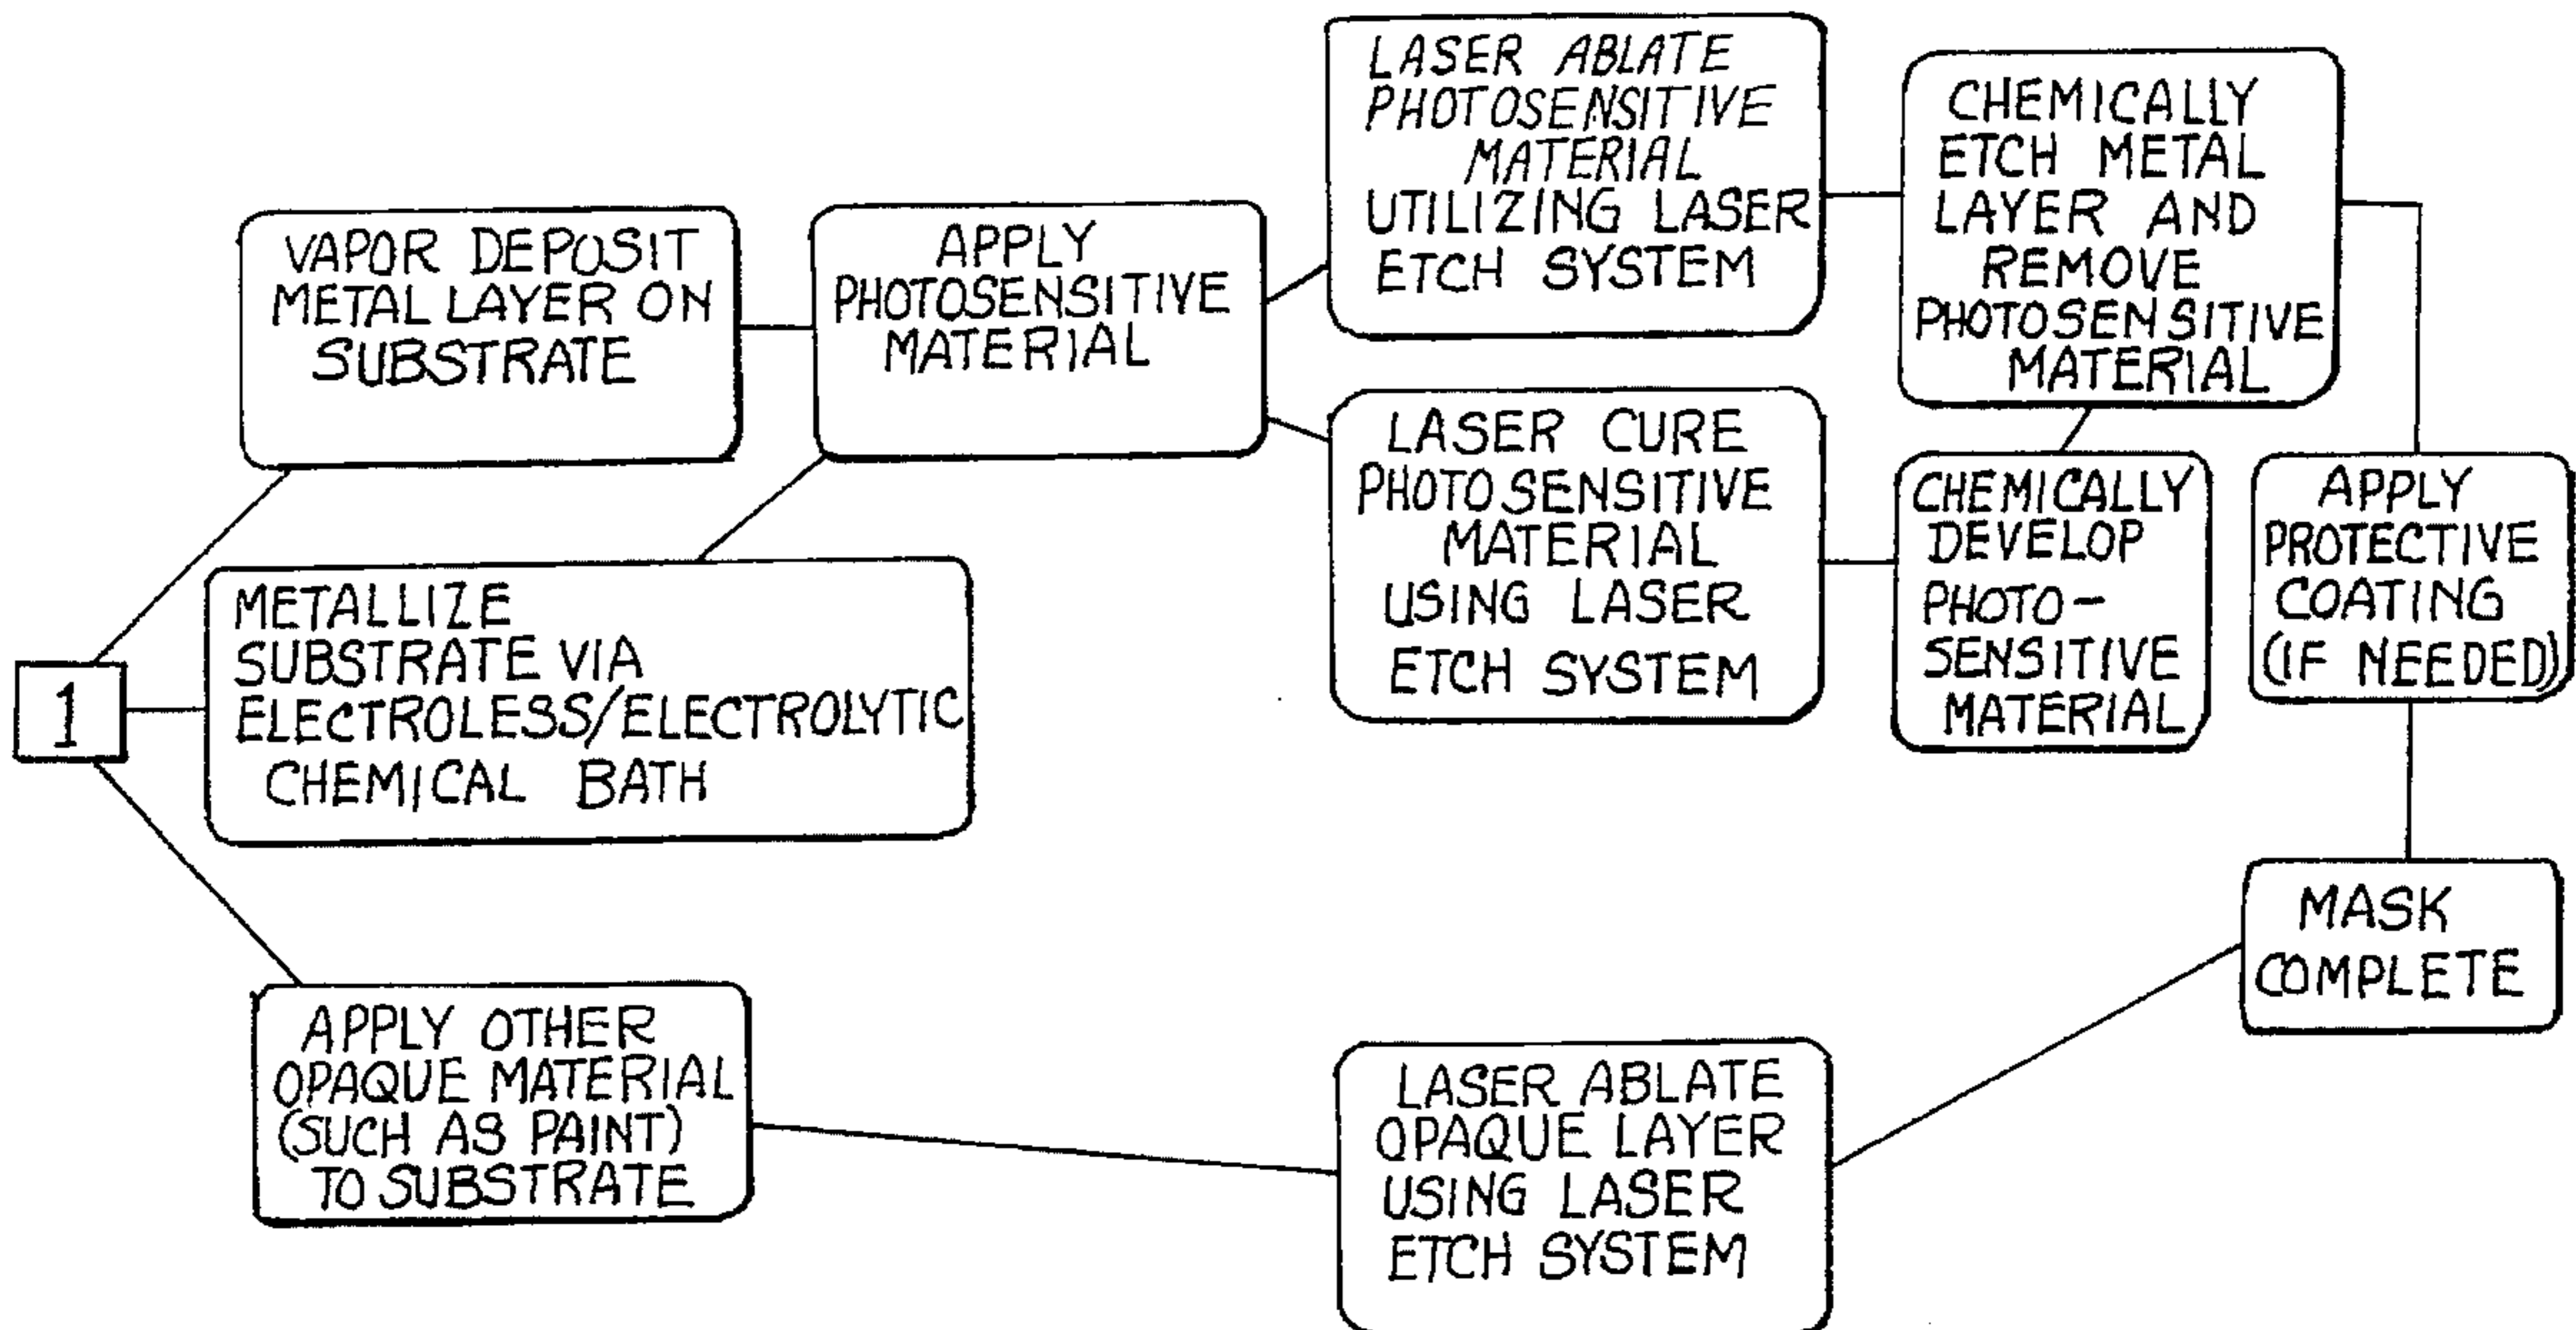 1
VAPOR DEPOSIT
METAL LAYER ON
SUBSTRATE
METALLIZE
SUBSTRATE VIA
ELECTROLESS/ELECTROLYTIC
CHEMICAL BATH
APPLY OTHER
OPAQUE MATERIAL
(SUCH AS PAINT)
TO SUBSTRATE
APPLY
PHOTOSENSITIVE
MATERIAL
LASER ABLATE
PHOTOSENSITIVE
MATERIAL
UTILIZING LASER
ETCH SYSTEM
LASER CURE
PHOTOSENSITIVE
MATERIAL
USING LASER
ETCH SYSTEM
LASER ABLATE
OPAQUE LAYER
USING LASER
ETCH SYSTEM
CHEMICALLY
ETCH METAL
LAYER AND
REMOVE
PHOTOSENSITIVE
MATERIAL
CHEMICALLY
DEVELOP
PHOTO-
SENSITIVE
MATERIAL
APPLY
PROTECTIVE
COATING
(IF NEEDED)
MASK
COMPLETE